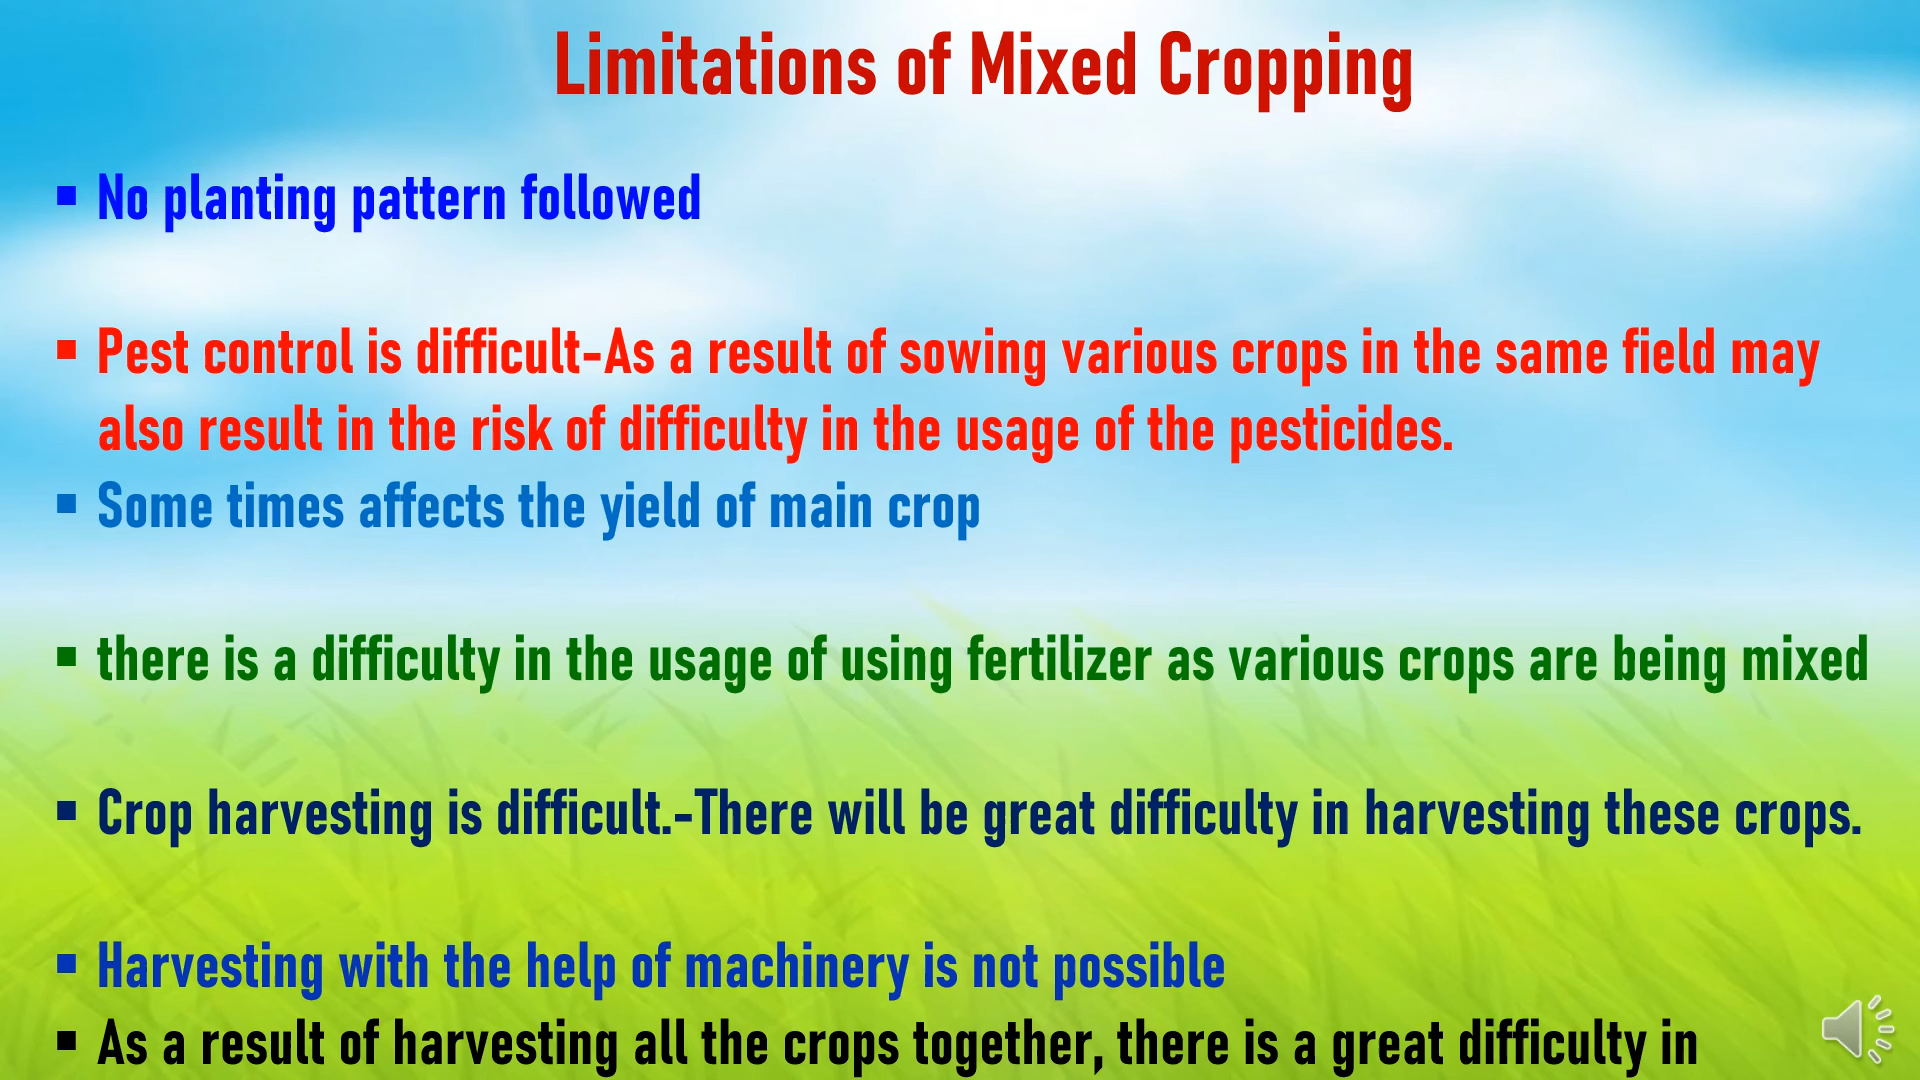 Limitations of Mixed Cropping
▪ No planting pattern followed
▪ Pest control is difficult-As a result of sowing various crops in the same field may
also result in the risk of difficulty in the usage of the pesticides.
▪ Some times affects the yield of main crop
▪ there is a difficulty in the usage of using fertilizer as various crops are being mixed
▪ Crop harvesting is difficult.-There will be great difficulty in harvesting these crops.
▪ Harvesting with the help of machinery is not possible
▪ As a result of harvesting all the crops together, there is a great difficulty in